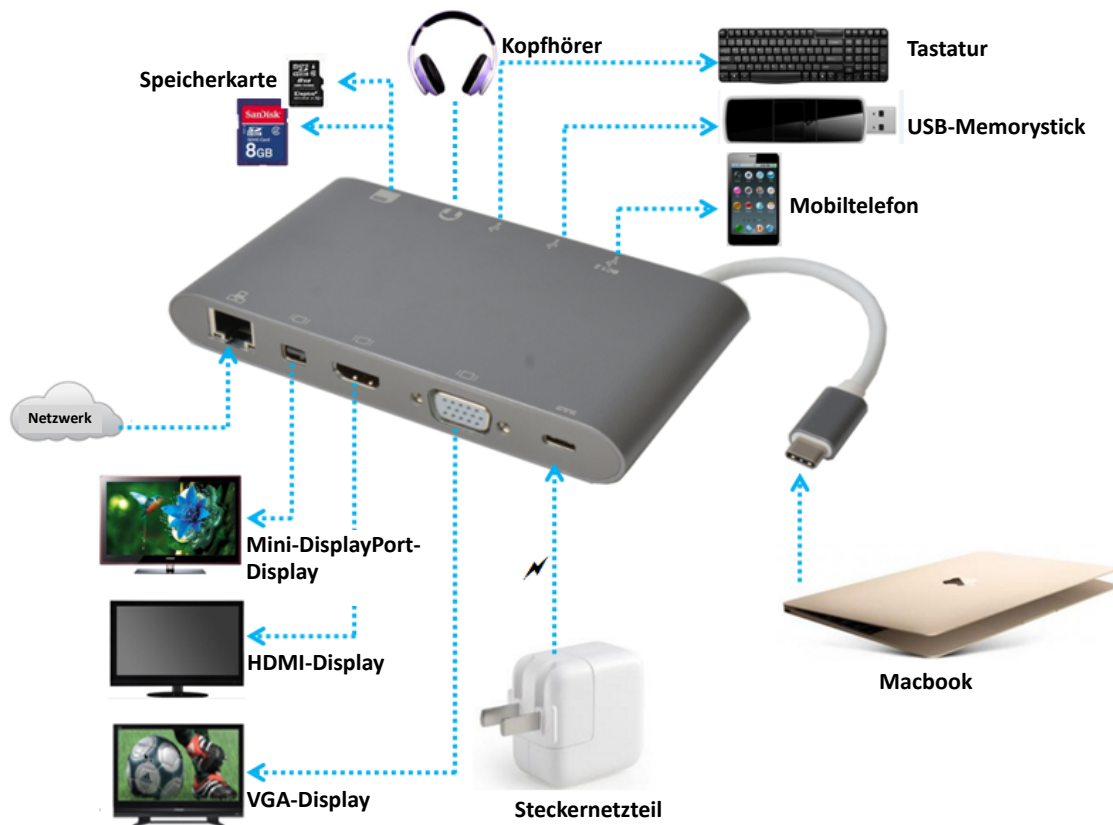 Kopfhörer
Tastatur
Speicherkarte
SanDisk
8GB
USB-Memorystick
Mobiltelefon
Netzwerk
Mini-DisplayPort-
Display
HDMI-Display
Macbook
VGA-Display
Steckernetzteil